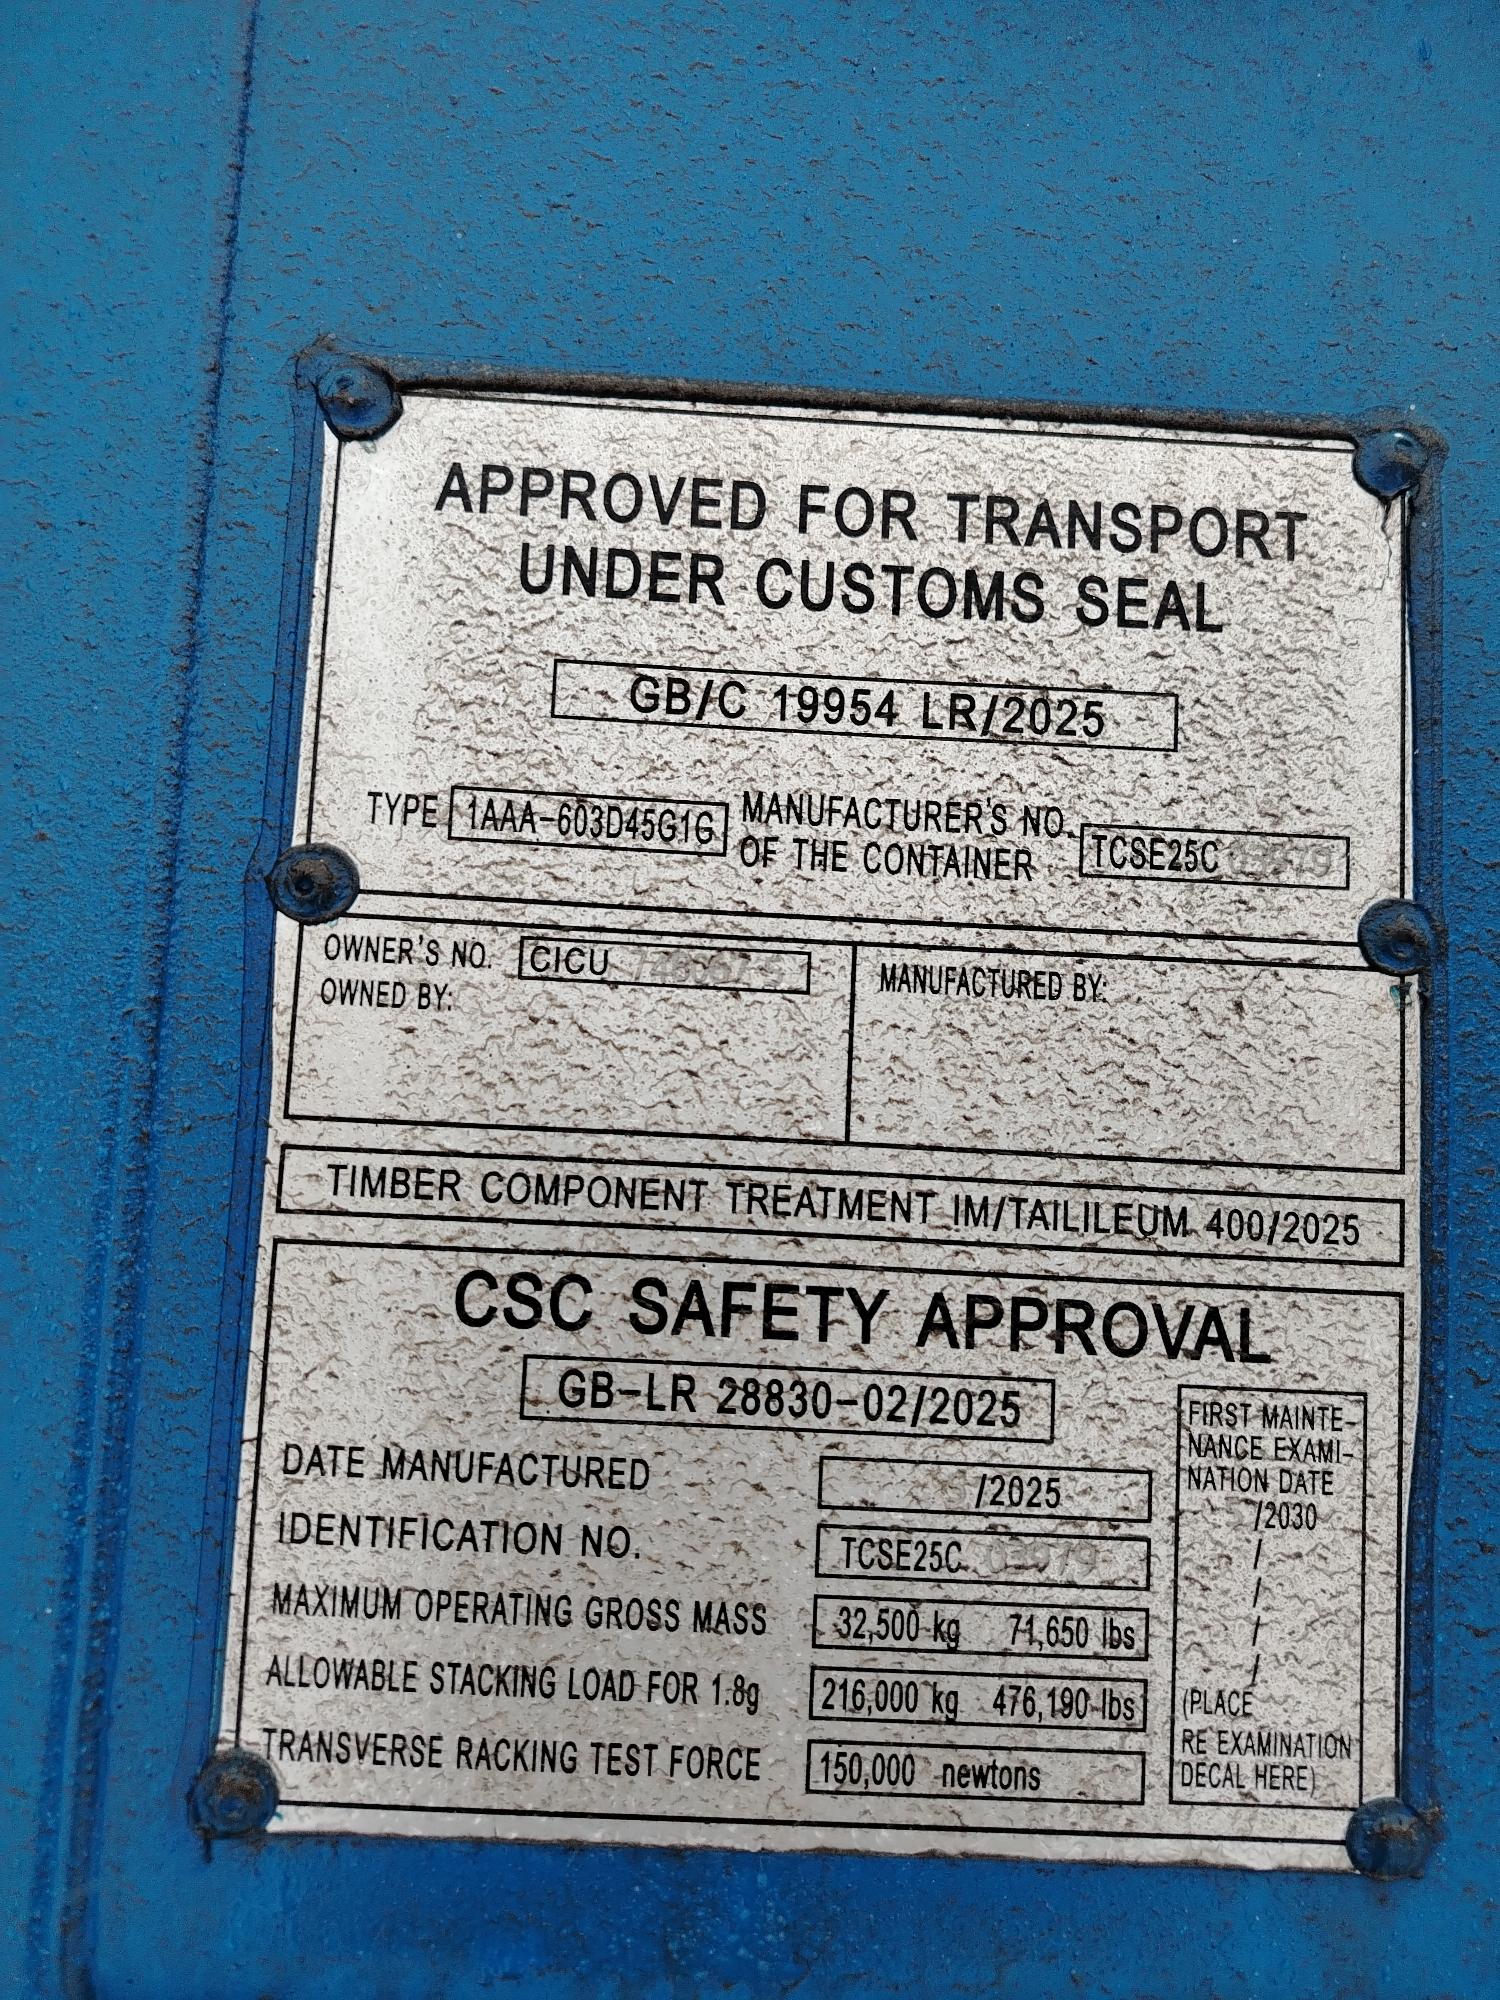 APPROVED FOR TRANSPORT
UNDER CUSTOMS SEAL
GB/C 19954 LR/2025
TYPE 1AAA-603D45G1G MANUFACTURER'S NO. OF THE CONTAINER TCSE25C
OWNER'S NO. CICU
OWNED BY:
MANUFACTURED BY:
TIMBER COMPONENT TREATMENT IM/TAILILEUM 400/2025
CSC SAFETY APPROVAL
GB-LR 28830-02/2025
DATE MANUFACTURED /2025
IDENTIFICATION NO. TCSE25C
MAXIMUM OPERATING GROSS MASS 32,500 kg 71,650 lbs
ALLOWABLE STACKING LOAD FOR 1.8g 216,000 kg 476,190 lbs
TRANSVERSE RACKING TEST FORCE 150,000 newtons
FIRST MAINTE-
NANCE EXAMI-
NATION DATE
/2030
/
/
/
/
/
(PLACE
RE EXAMINATION
DECAL HERE)